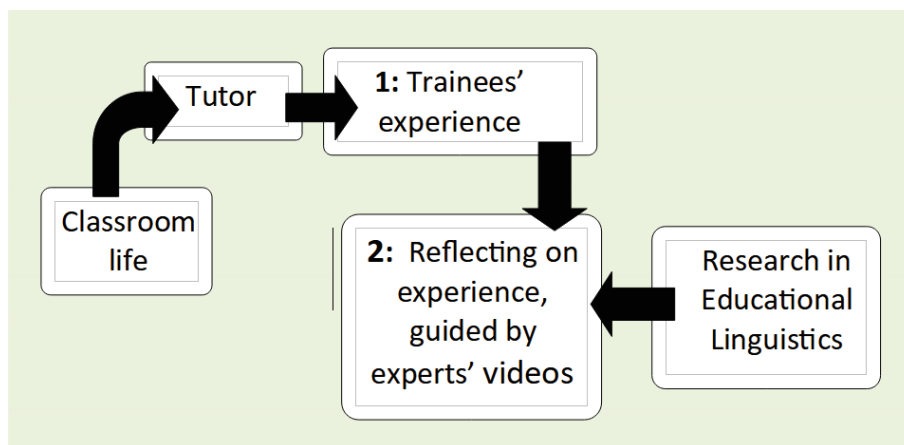 Tutor
1: Trainees’
experience
Classroom
life
2: Reflecting on
experience,
guided by
experts’ videos
Research in
Educational
Linguistics